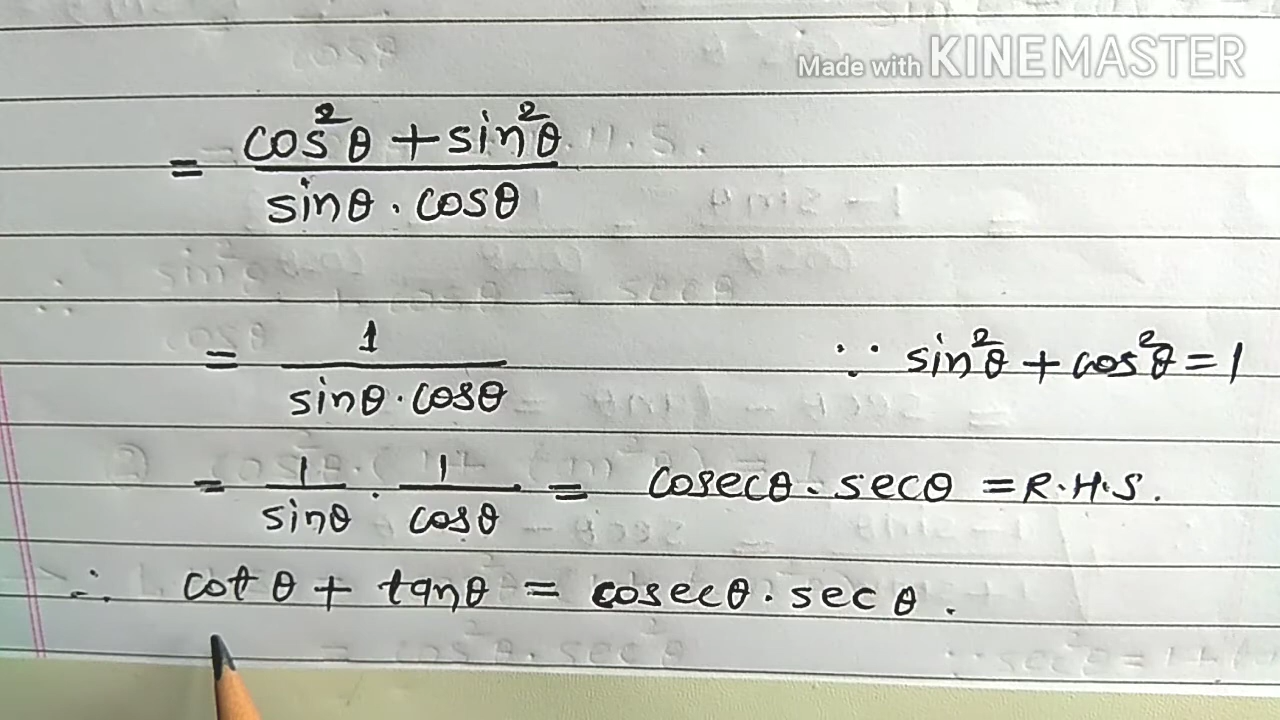 Made with KINEMASTER
= cos²θ + sin²θ / sinθ · cosθ
= 1 / sinθ · cosθ ∵ sin²θ + cos²θ = 1
= 1/sinθ · 1/cosθ = cosecθ · secθ = R.H.S.
∴ cotθ + tanθ = cosecθ · secθ.